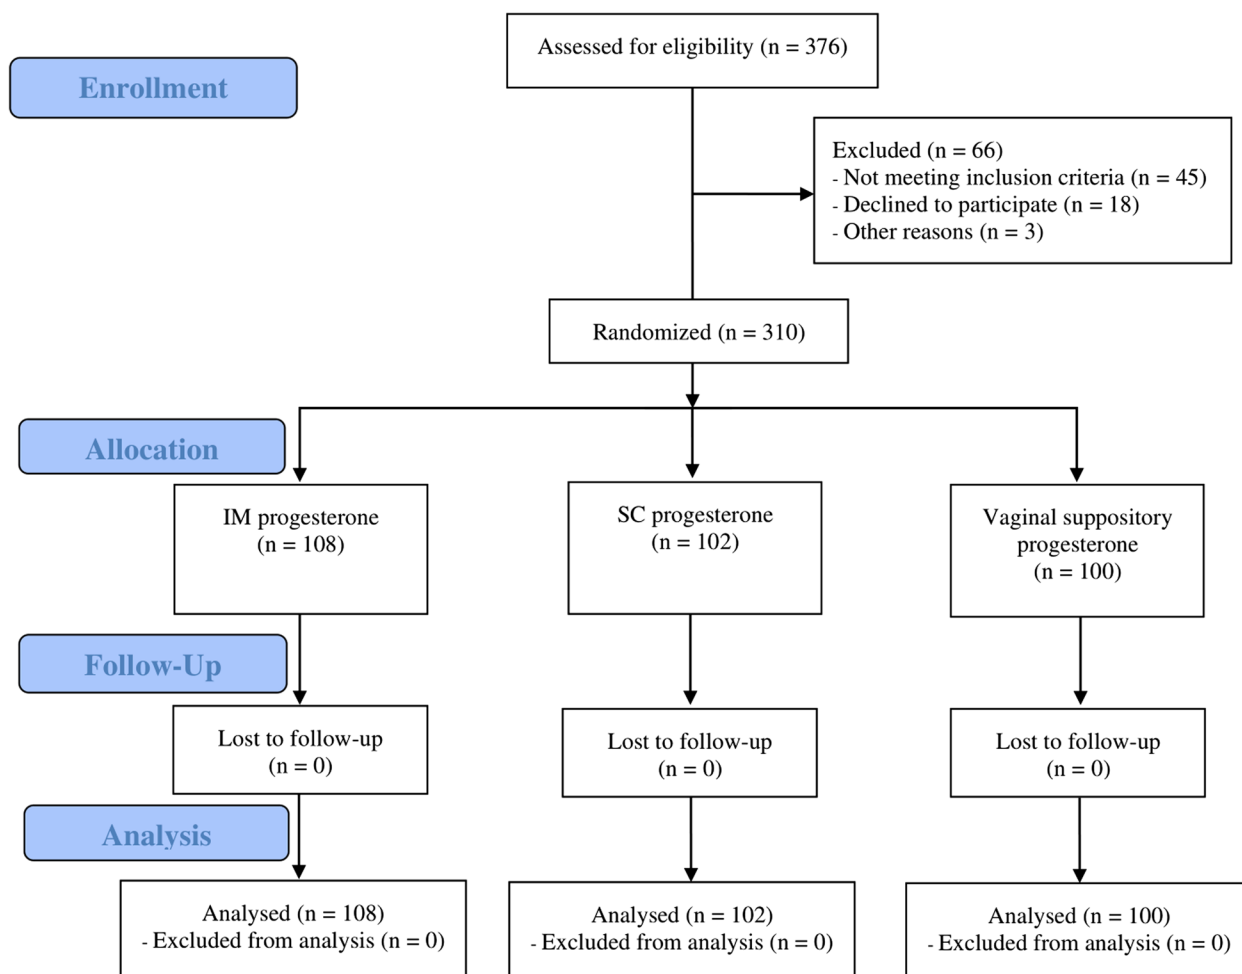 Assessed for eligibility (n = 376)
Enrollment
Excluded (n = 66)
- Not meeting inclusion criteria (n = 45)
- Declined to participate (n = 18)
- Other reasons (n = 3)
Randomized (n = 310)
Allocation
IM progesterone
(n = 108)
SC progesterone
(n = 102)
Vaginal suppository
progesterone
(n = 100)
Follow-Up
Lost to follow-up
(n = 0)
Lost to follow-up
(n = 0)
Lost to follow-up
(n = 0)
Analysis
Analysed (n = 108)
- Excluded from analysis (n = 0)
Analysed (n = 102)
- Excluded from analysis (n = 0)
Analysed (n = 100)
- Excluded from analysis (n = 0)